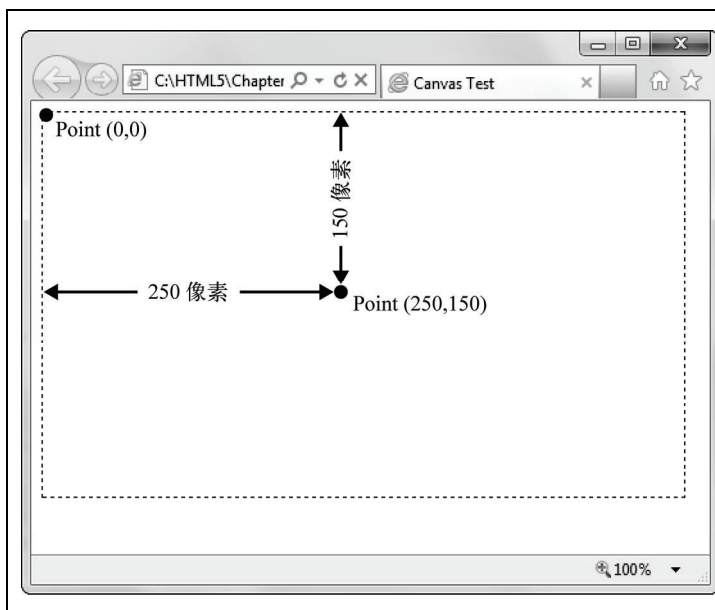 C:\HTML5\Chapter
Canvas Test
Point (0,0)
150 像素
250 像素
Point (250,150)
100%